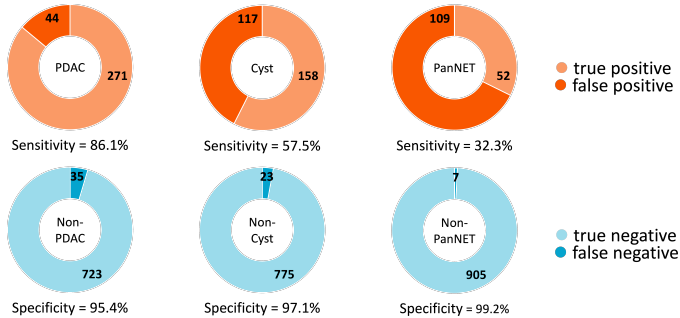 44
271
PDAC
Sensitivity = 86.1%
117
158
Cyst
Sensitivity = 57.5%
109
52
PanNET
Sensitivity = 32.3%
true positive
false positive
35
Non-
PDAC
723
Specificity = 95.4%
23
Non-
Cyst
775
Specificity = 97.1%
7
Non-
PanNET
905
Specificity = 99.2%
true negative
false negative